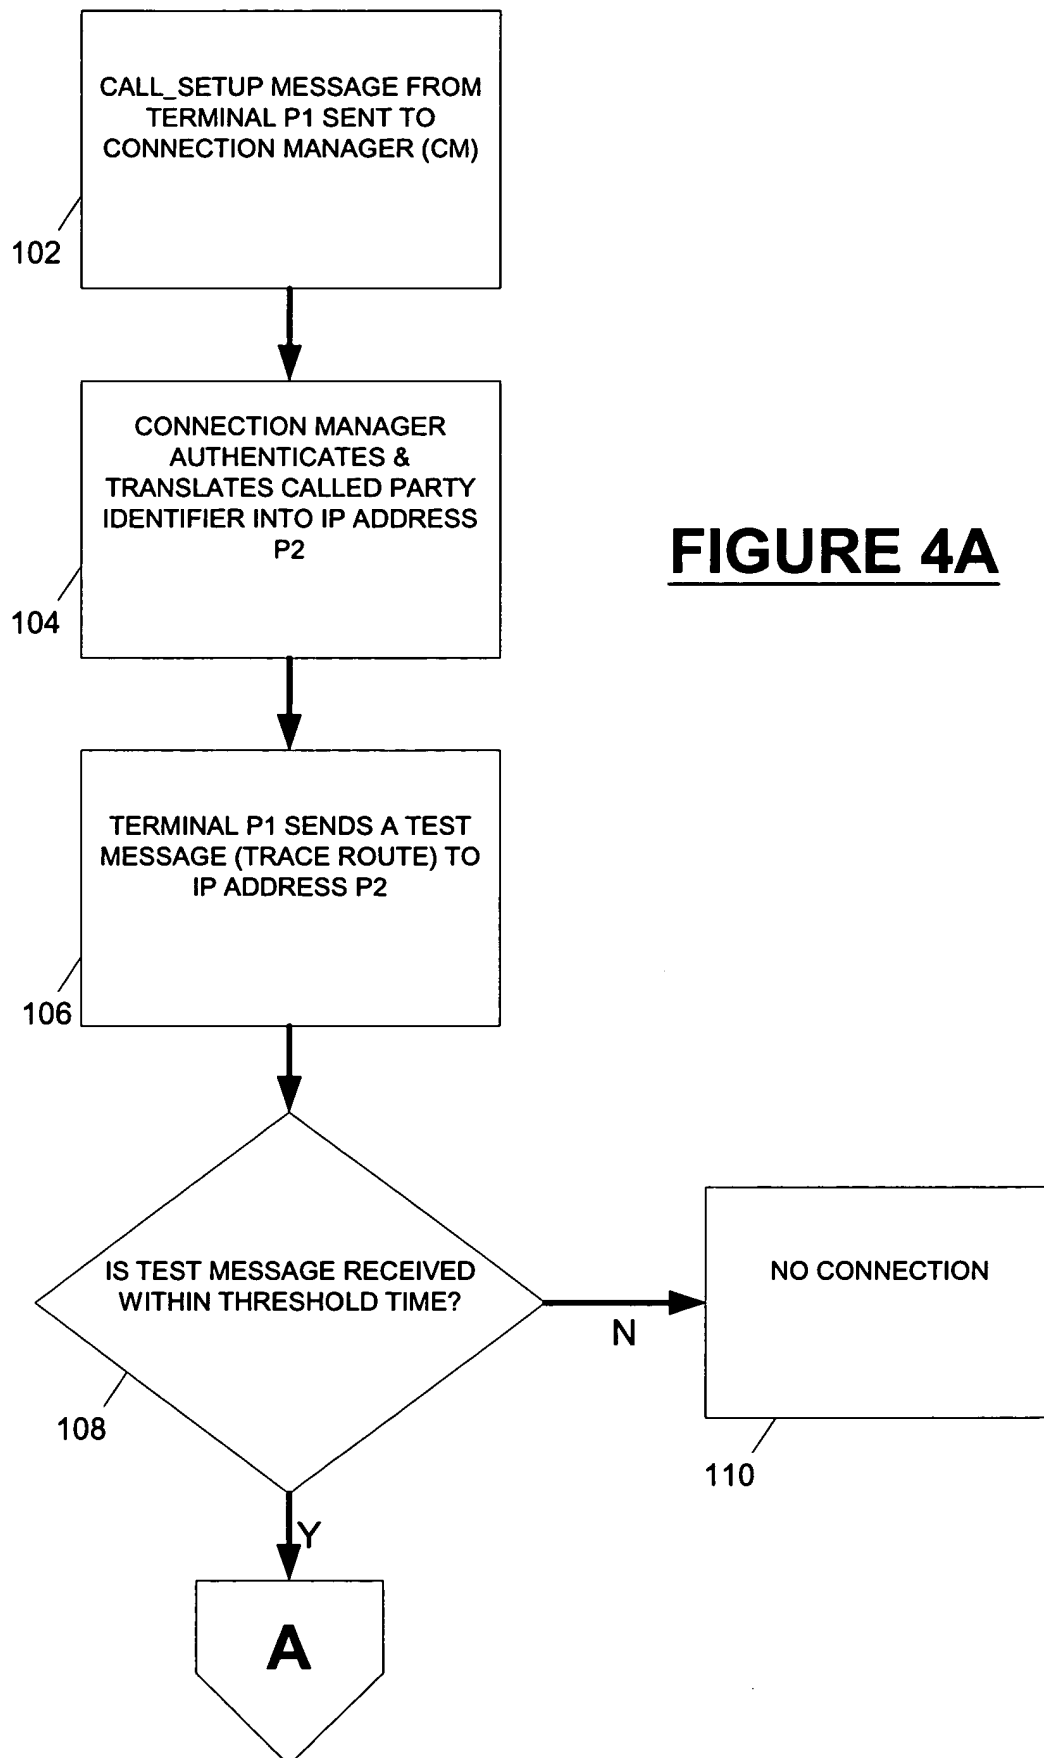 CALL_SETUP MESSAGE FROM
TERMINAL P1 SENT TO
CONNECTION MANAGER (CM)
102
CONNECTION MANAGER
AUTHENTICATES &
TRANSLATES CALLED PARTY
IDENTIFIER INTO IP ADDRESS
P2
104
FIGURE 4A
TERMINAL P1 SENDS A TEST
MESSAGE (TRACE ROUTE) TO
IP ADDRESS P2
106
IS TEST MESSAGE RECEIVED
WITHIN THRESHOLD TIME?
108
N
NO CONNECTION
110
Y
A